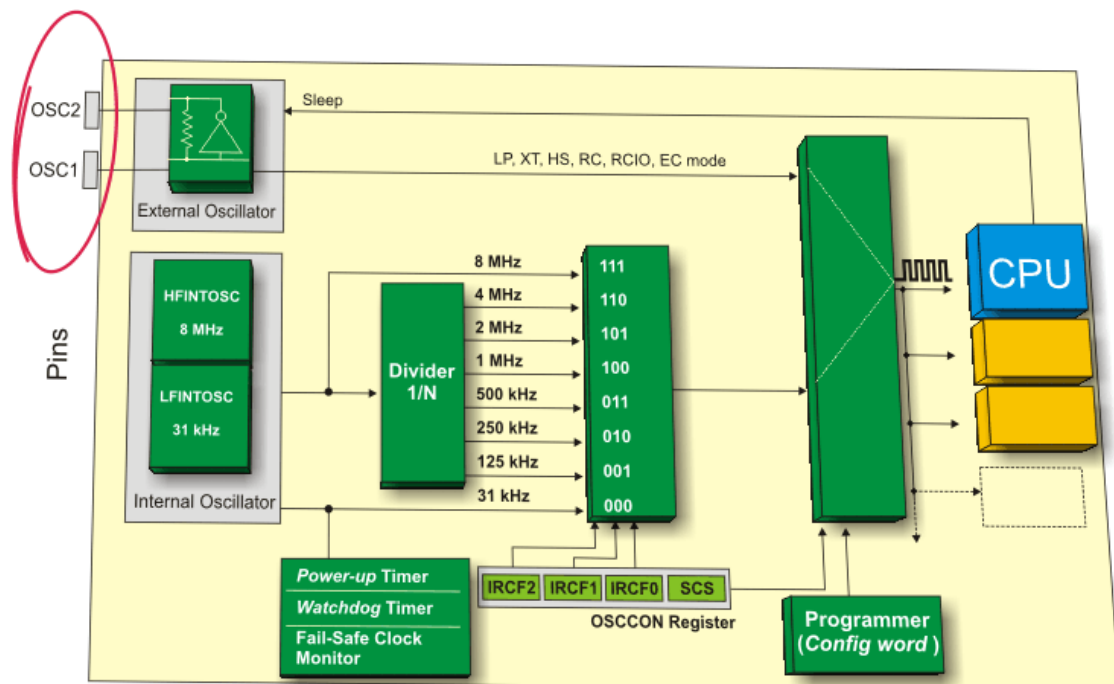 OSC2
OSC1
Pins
Sleep
LP, XT, HS, RC, RCIO, EC mode
External Oscillator
HFINTOSC
8 MHz
LFINTOSC
31 kHz
Internal Oscillator
Divider
1/N
8 MHz
4 MHz
2 MHz
1 MHz
500 kHz
250 kHz
125 kHz
31 kHz
111
110
101
100
011
010
001
000
CPU
Power-up Timer
Watchdog Timer
Fail-Safe Clock
Monitor
IRCF2 IRCF1 IRCF0 SCS
OSCCON Register
Programmer
(Config word )